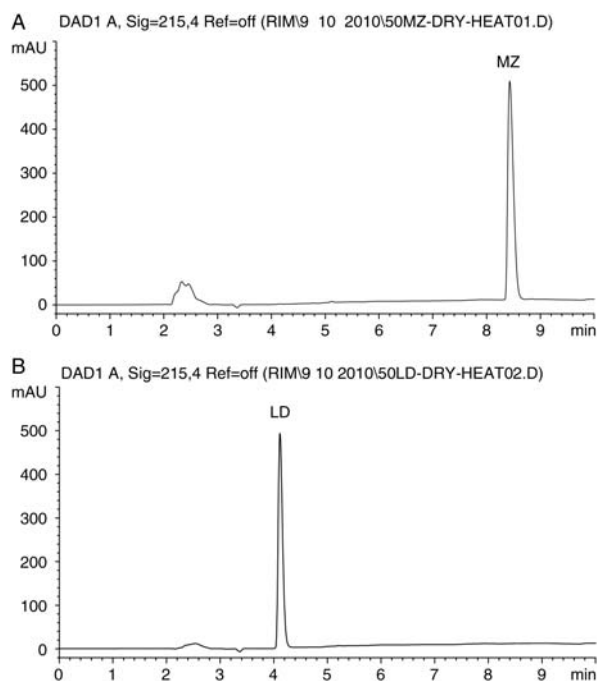 A
DAD1 A, Sig=215,4 Ref=off (RIM\9 10 2010\50MZ-DRY-HEAT01.D)
mAU
MZ
500
400
300
200
100
0
0 1 2 3 4 5 6 7 8 9 min
B
DAD1 A, Sig=215,4 Ref=off (RIM\9 10 2010\50LD-DRY-HEAT02.D)
mAU
LD
500
400
300
200
100
0
0 1 2 3 4 5 6 7 8 9 min